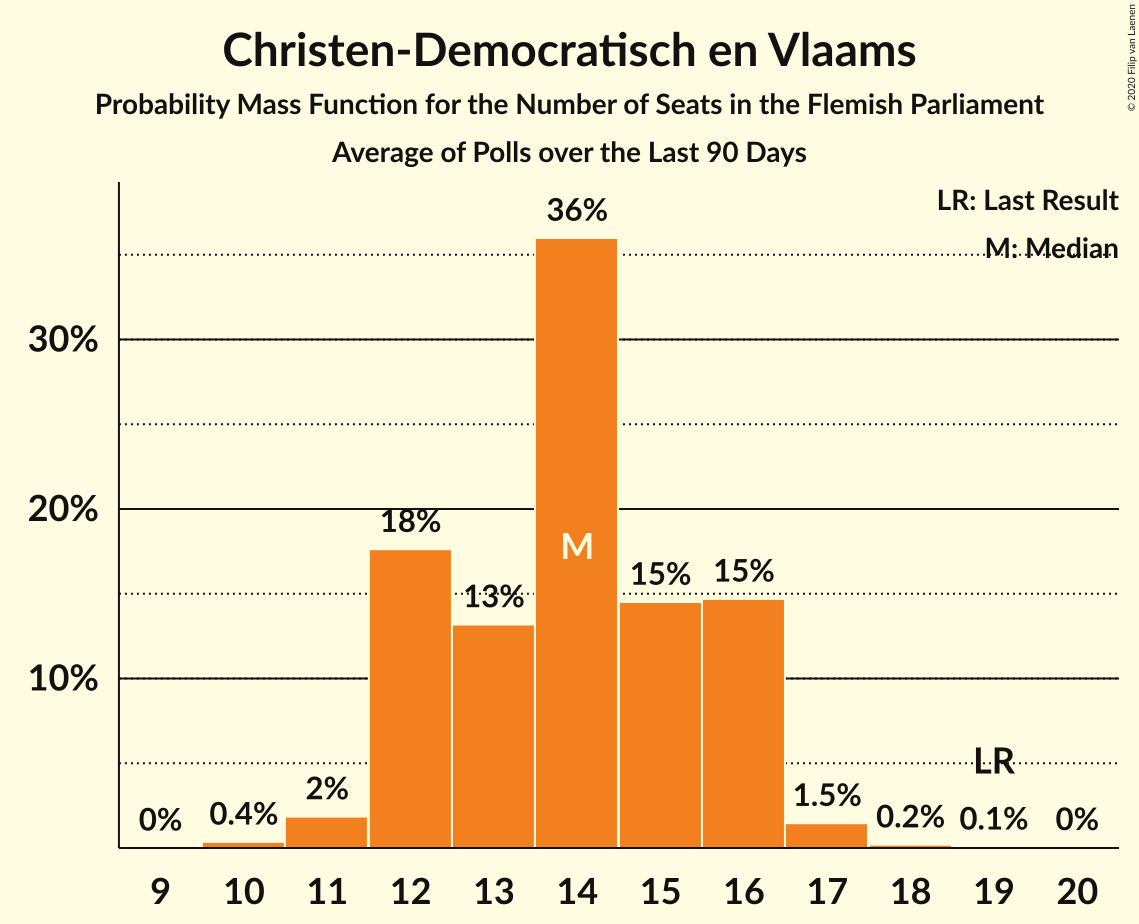 Christen-Democratisch en Vlaams
Probability Mass Function for the Number of Seats in the Flemish Parliament
Average of Polls over the Last 90 Days
© 2020 Filip van Laenen
LR: Last Result
M: Median
36%
30%
20%
18%
M
15%
15%
13%
10%
LR
2%
1.5%
0%
0.4%
0.2%
0.1%
0%
9 10 11 12 13 14 15 16 17 18 19 20